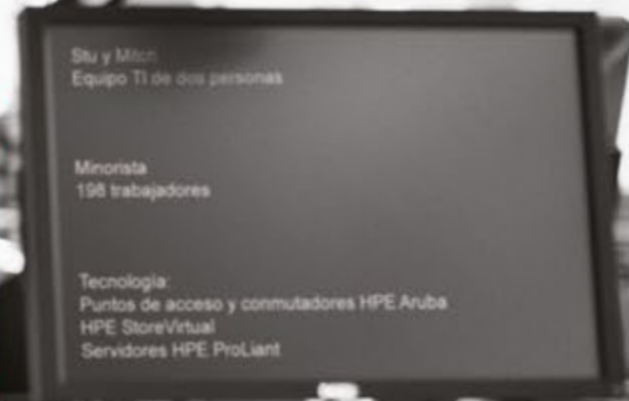 Stu y Mitch
Equipo TI de dos personas
Minorista
198 trabajadores
Tecnología:
Puntos de acceso y conmutadores HPE Aruba
HPE StoreVirtual
Servidores HPE ProLiant